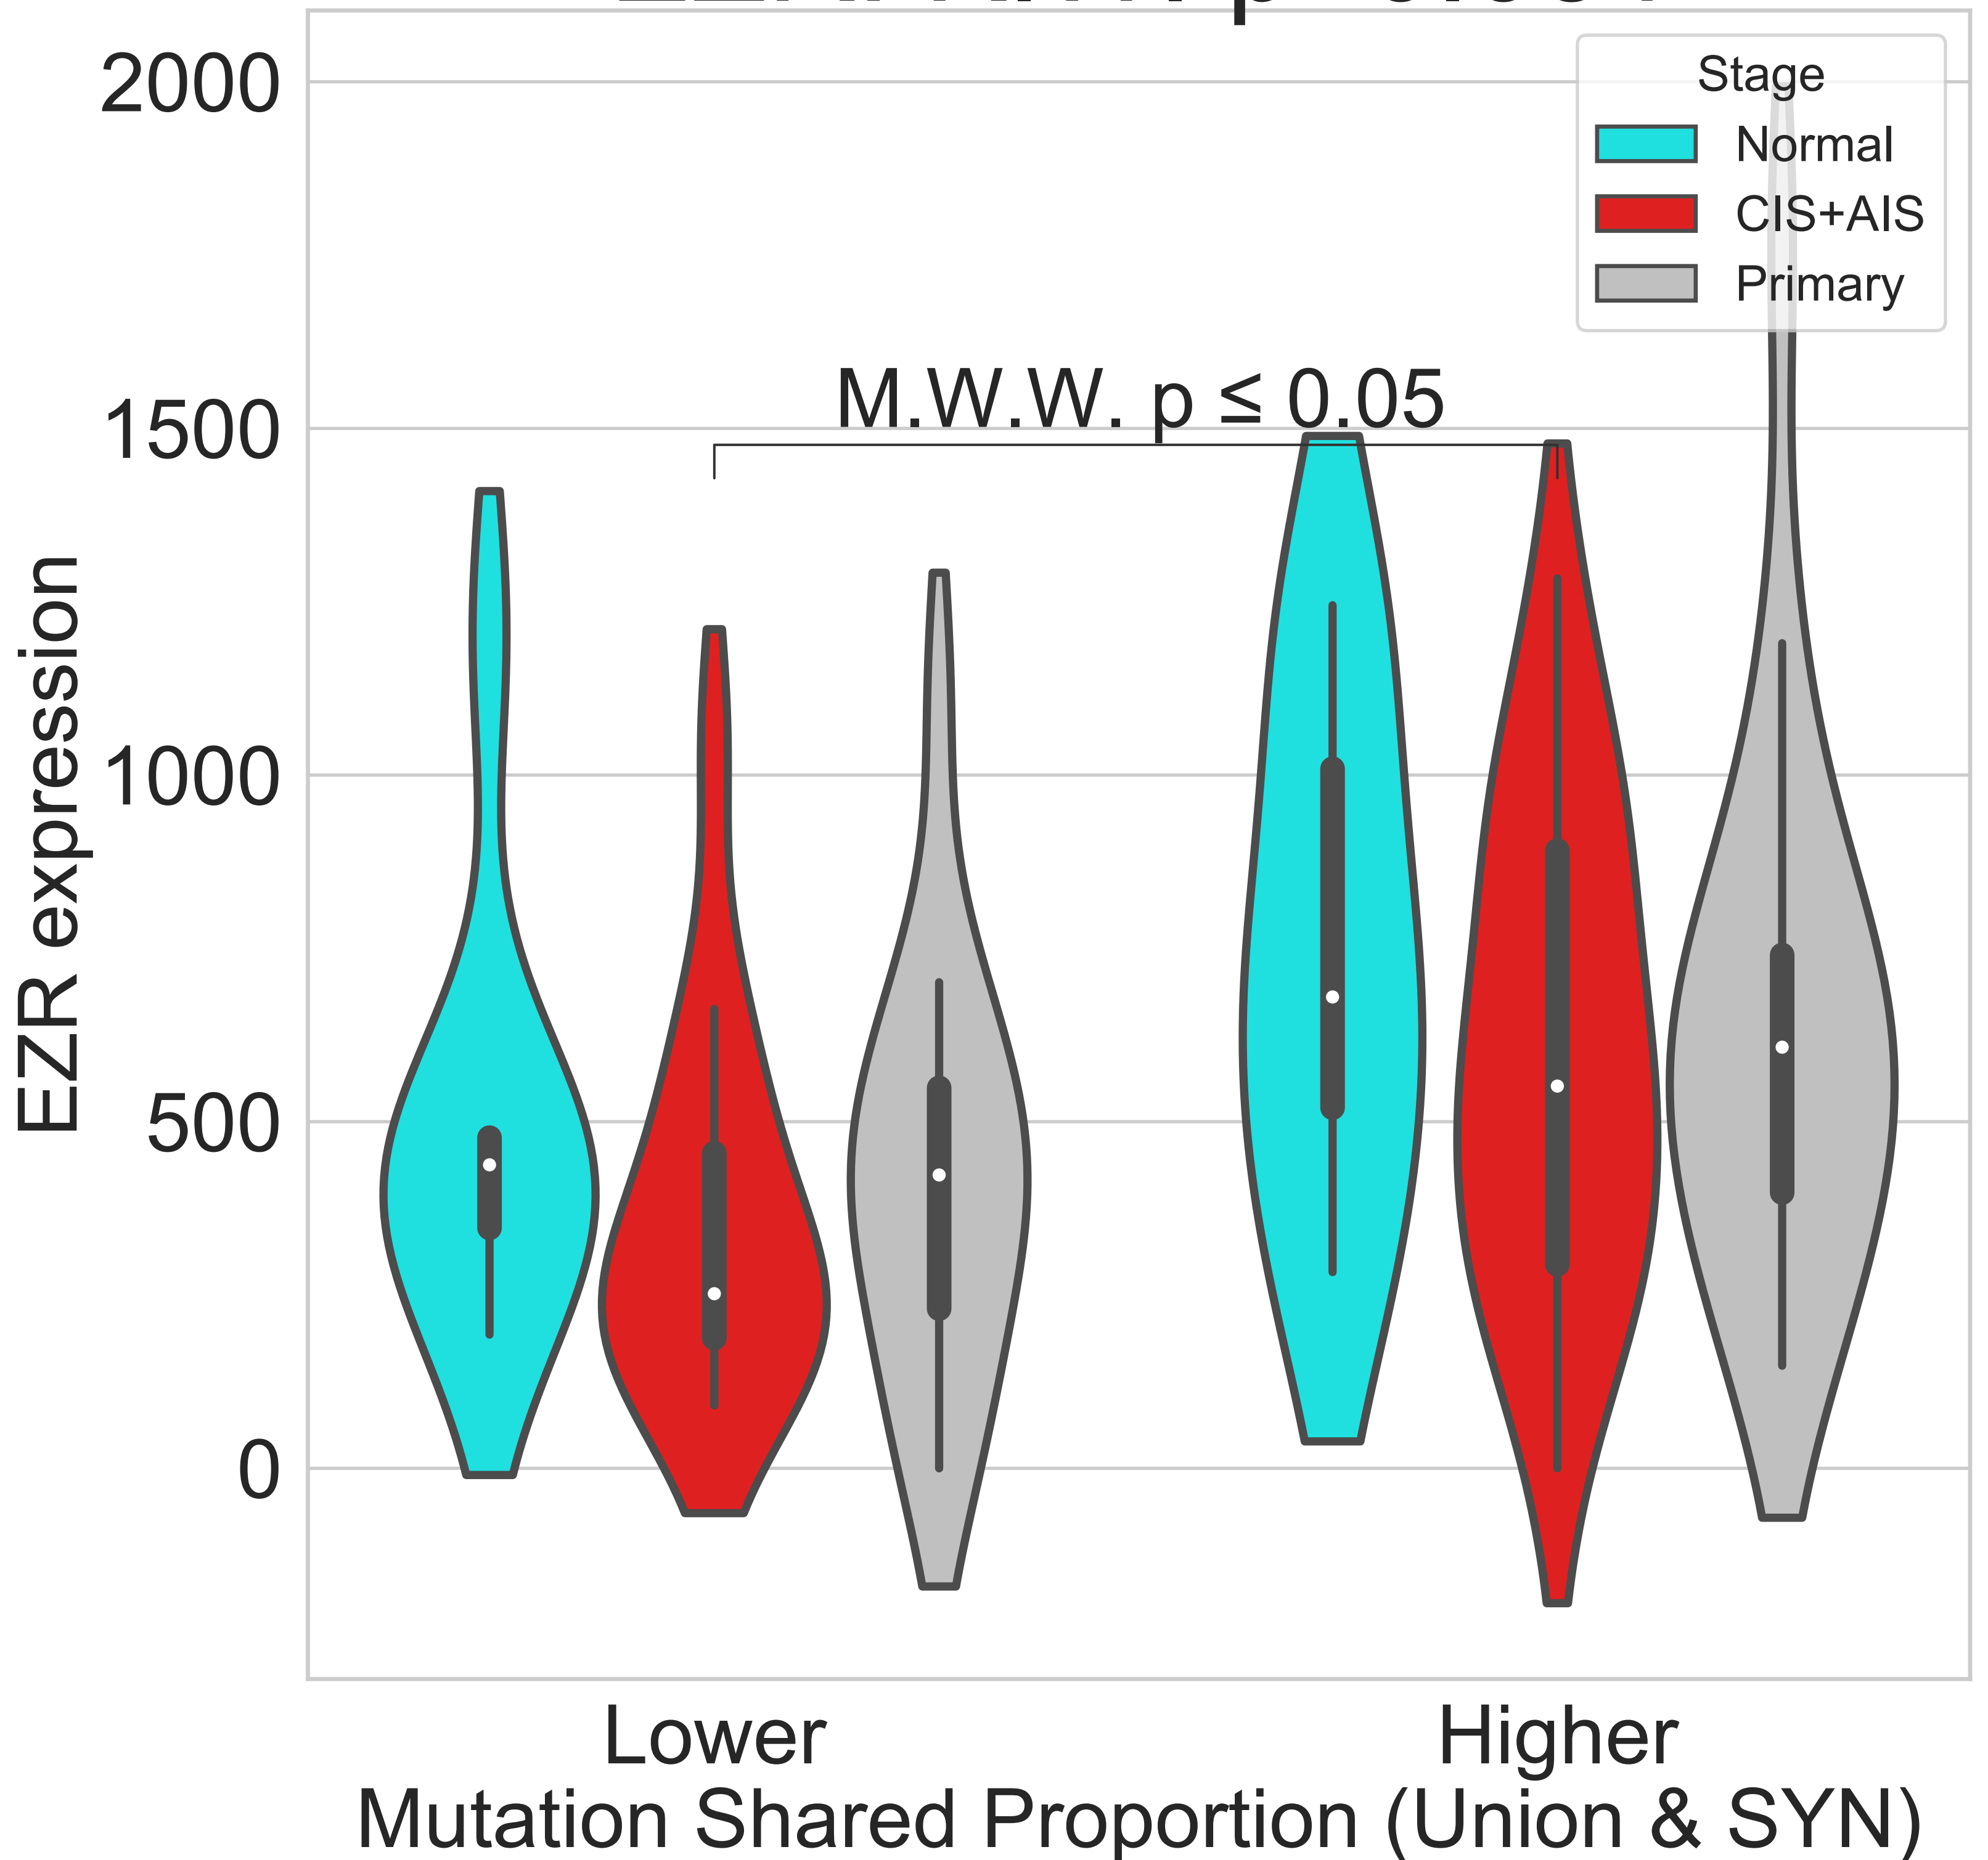 2000
1500
1000
500
0
EZR expression
Stage
Normal
CIS+AIS
Primary
M.W.W. p ≤ 0.05
Lower
Higher
Mutation Shared Proportion (Union & SYN)